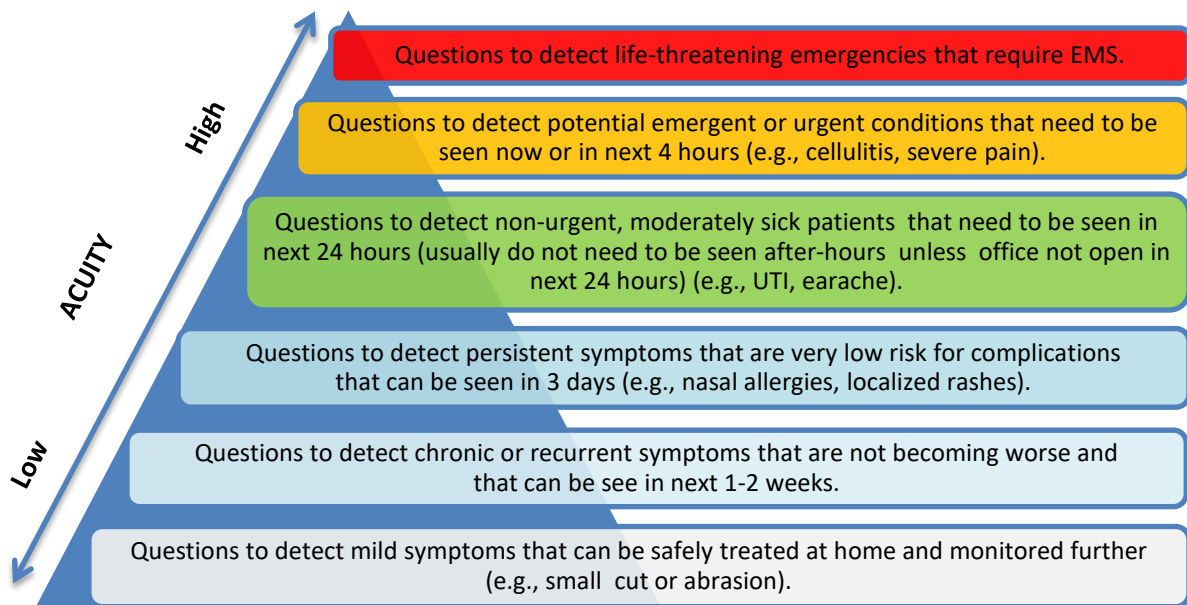 Questions to detect life-threatening emergencies that require EMS.
Questions to detect potential emergent or urgent conditions that need to be
seen now or in next 4 hours (e.g., cellulitis, severe pain).
Questions to detect non-urgent, moderately sick patients that need to be seen in
next 24 hours (usually do not need to be seen after-hours unless office not open in
next 24 hours) (e.g., UTI, earache).
Questions to detect persistent symptoms that are very low risk for complications
that can be seen in 3 days (e.g., nasal allergies, localized rashes).
Questions to detect chronic or recurrent symptoms that are not becoming worse and
that can be see in next 1-2 weeks.
Questions to detect mild symptoms that can be safely treated at home and monitored further
(e.g., small cut or abrasion).
High
ACUITY
Low